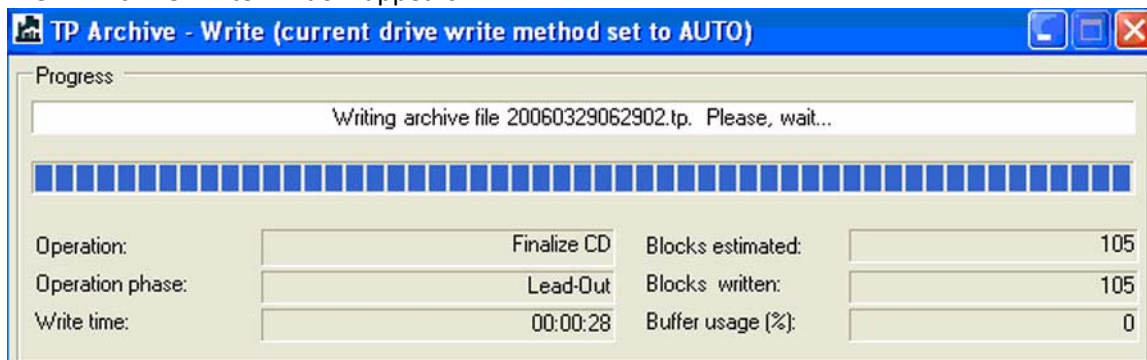 TP Archive - Write (current drive write method set to AUTO)
Progress
Writing archive file 20060329062902.tp. Please, wait...
Operation: Finalize CD Blocks estimated: 105
Operation phase: Lead-Out Blocks written: 105
Write time: 00:00:28 Buffer usage (%): 0